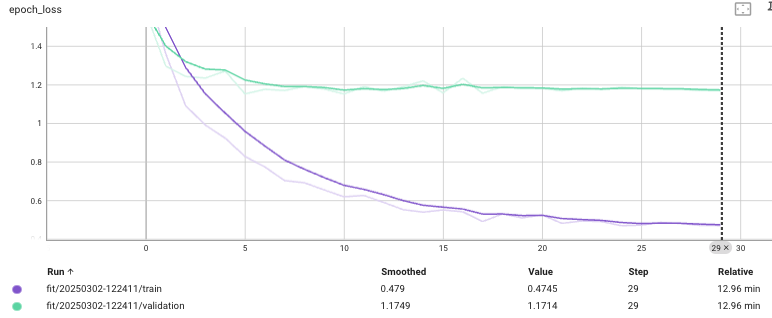 epoch_loss
1.4
1.2
1
0.8
0.6
0 5 10 15 20 25 29 × 30
Run ↑ Smoothed Value Step Relative
fit/20250302-122411/train 0.479 0.4745 29 12.96 min
fit/20250302-122411/validation 1.1749 1.1714 29 12.96 min